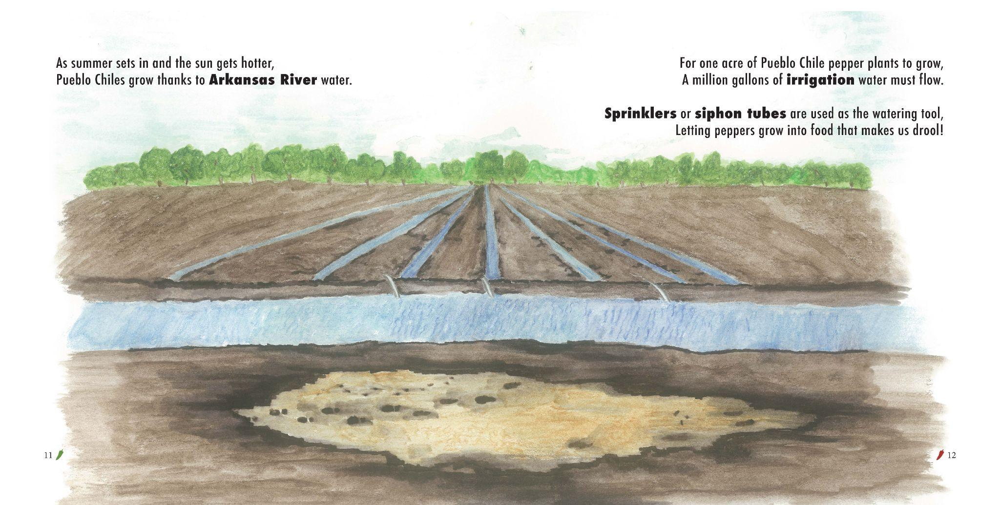 As summer sets in and the sun gets hotter,
Pueblo Chiles grow thanks to Arkansas River water.
For one acre of Pueblo Chile pepper plants to grow,
A million gallons of irrigation water must flow.
Sprinklers or siphon tubes are used as the watering tool,
Letting peppers grow into food that makes us drool!
11
12